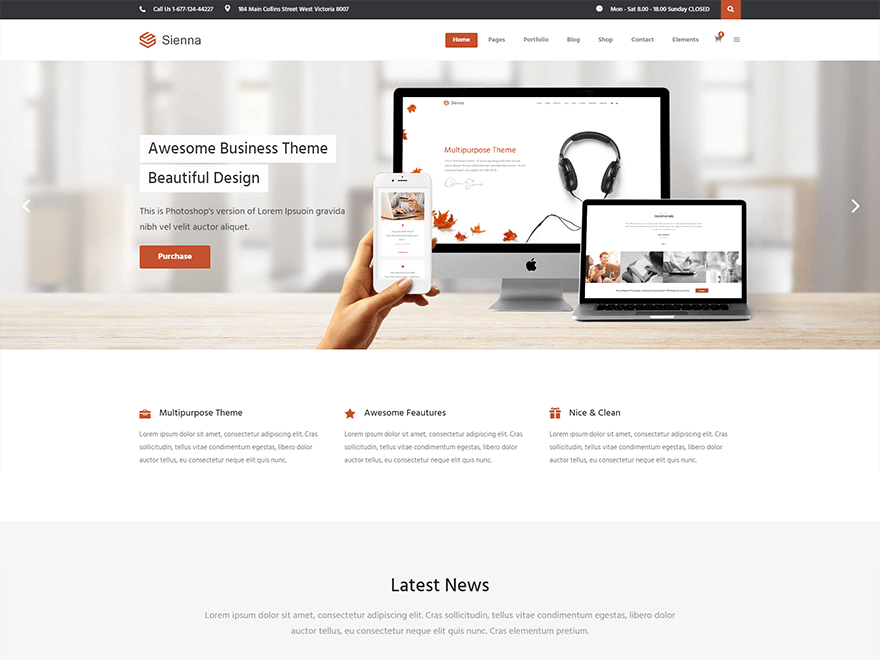 Call Us 1-677-124-44227 184 Main Collins Street West Victoria 8007 Mon - Sat 8.00 - 18.00 Sunday CLOSED
Sienna Home Pages Portfolio Blog Shop Contact Elements
Sienna
Multipurpose Theme
Awesome Business Theme
Beautiful Design
This is Photoshop's version of Lorem Ipsuoin gravida
nibh vel velit auctor aliquet.
Purchase
Multipurpose Theme
Lorem ipsum dolor sit amet, consectetur adipiscing elit. Cras
sollicitudin, tellus vitae condimentum egestas, libero dolor
auctor tellus, eu consectetur neque elit quis nunc.
Awesome Feautures
Lorem ipsum dolor sit amet, consectetur adipiscing elit. Cras
sollicitudin, tellus vitae condimentum egestas, libero dolor
auctor tellus, eu consectetur neque elit quis nunc.
Nice & Clean
Lorem ipsum dolor sit amet, consectetur adipiscing elit. Cras
sollicitudin, tellus vitae condimentum egestas, libero dolor
auctor tellus, eu consectetur neque elit quis nunc.
Latest News
Lorem ipsum dolor sit amet, consectetur adipiscing elit. Cras sollicitudin, tellus vitae condimentum egestas, libero dolor
auctor tellus, eu consectetur neque elit quis nunc. Cras elementum pretium.